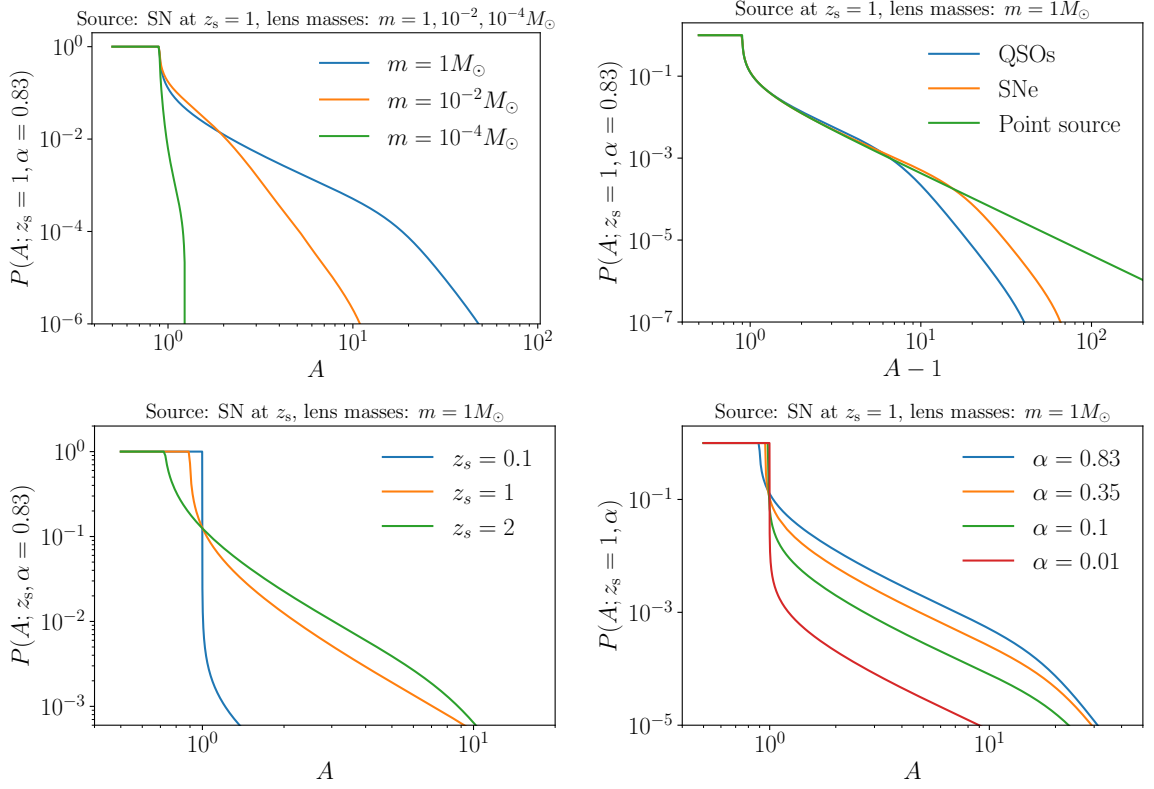 Source: SN at z_s = 1, lens masses: m = 1, 10^{-2}, 10^{-4} M_⊙
P(A; z_s = 1, α = 0.83)
10^0
10^{-2}
10^{-4}
10^{-6}
m = 1M_⊙
m = 10^{-2}M_⊙
m = 10^{-4}M_⊙
10^0 10^1 10^2
A
Source at z_s = 1, lens masses: m = 1M_⊙
P(A; z_s = 1, α = 0.83)
10^{-1}
10^{-3}
10^{-5}
10^{-7}
QSOs
SNe
Point source
10^0 10^1 10^2
A − 1
Source: SN at z_s, lens masses: m = 1M_⊙
P(A; z_s, α = 0.83)
10^0
10^{-1}
10^{-2}
10^{-3}
z_s = 0.1
z_s = 1
z_s = 2
10^0 10^1
A
Source: SN at z_s = 1, lens masses: m = 1M_⊙
P(A; z_s = 1, α)
10^{-1}
10^{-3}
10^{-5}
α = 0.83
α = 0.35
α = 0.1
α = 0.01
10^0 10^1
A